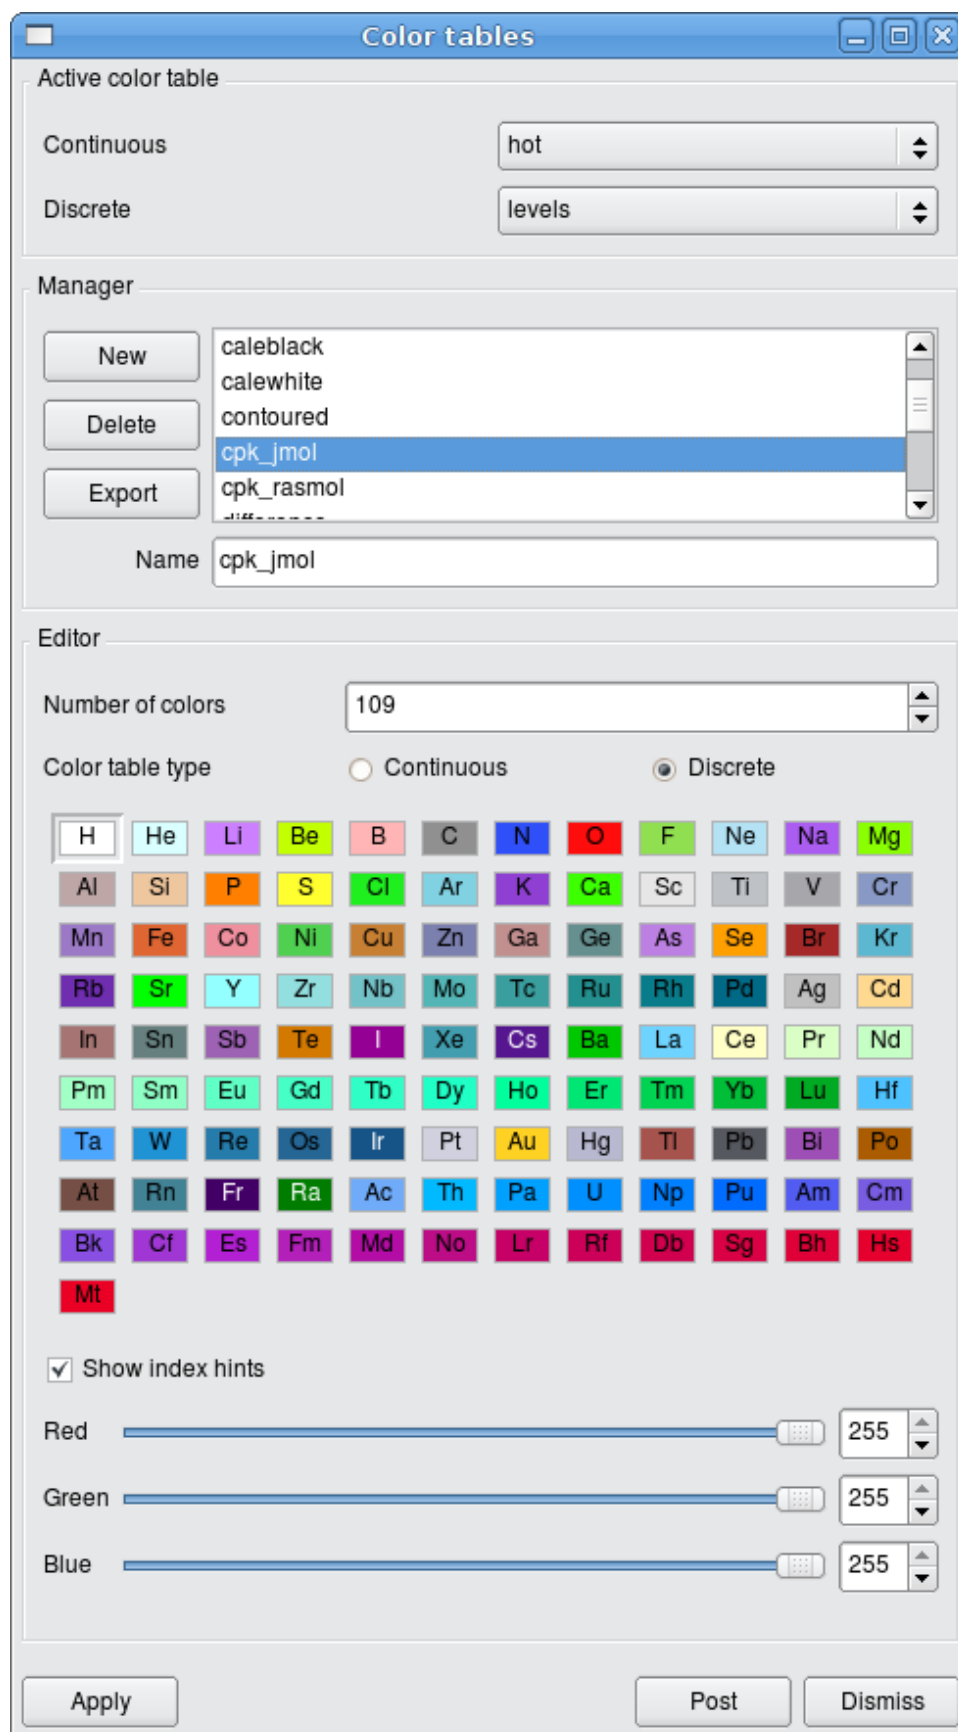 Color tables
Active color table
Continuous hot
Discrete levels
Manager
New
Delete
Export
caleblack
calewhite
contoured
cpk_jmol
cpk_rasmol
difference
Name cpk_jmol
Editor
Number of colors 109
Color table type Continuous Discrete
H He Li Be B C N O F Ne Na Mg
Al Si P S Cl Ar K Ca Sc Ti V Cr
Mn Fe Co Ni Cu Zn Ga Ge As Se Br Kr
Rb Sr Y Zr Nb Mo Tc Ru Rh Pd Ag Cd
In Sn Sb Te I Xe Cs Ba La Ce Pr Nd
Pm Sm Eu Gd Tb Dy Ho Er Tm Yb Lu Hf
Ta W Re Os Ir Pt Au Hg Tl Pb Bi Po
At Rn Fr Ra Ac Th Pa U Np Pu Am Cm
Bk Cf Es Fm Md No Lr Rf Db Sg Bh Hs
Mt
Show index hints
Red 255
Green 255
Blue 255
Apply Post Dismiss